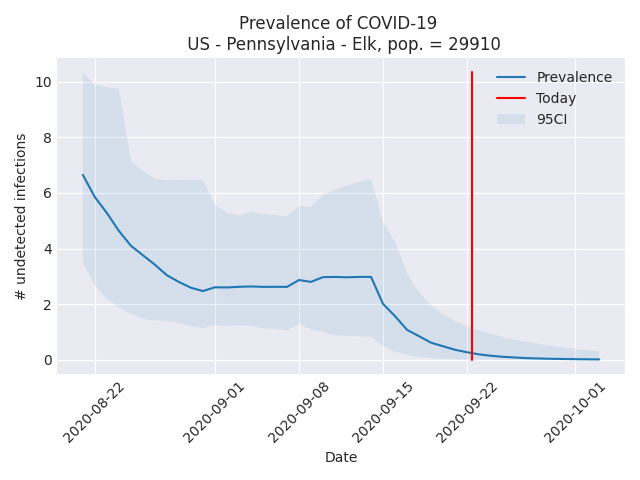 Prevalence of COVID-19
US - Pennsylvania - Elk, pop. = 29910
Prevalence
Today
95CI
# undetected infections
10
8
6
4
2
0
2020-08-22
2020-09-01
2020-09-08
2020-09-15
2020-09-22
2020-10-01
Date